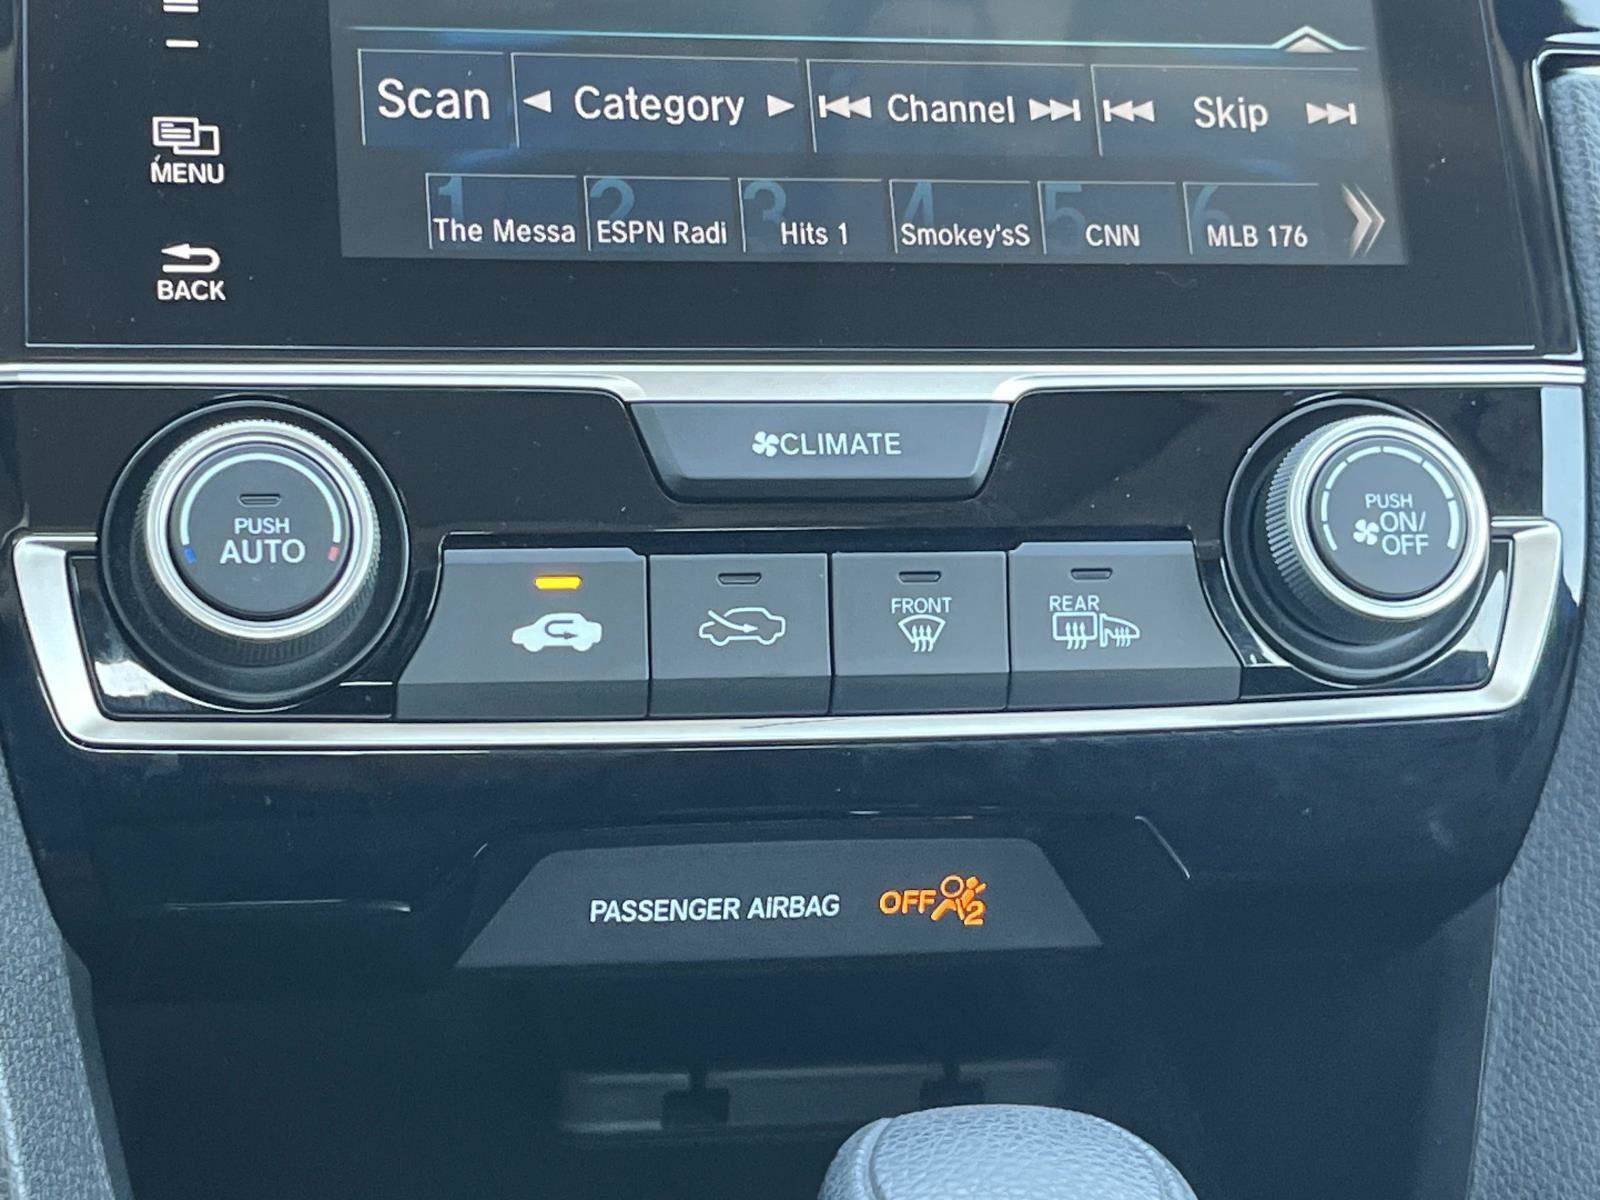 Scan Category Channel Skip
MENU
1 2 3 4 5 6
The Messa ESPN Radi Hits 1 Smokey'sS CNN MLB 176
BACK
CLIMATE
PUSH
AUTO
PUSH
ON/
OFF
FRONT
REAR
PASSENGER AIRBAG OFF 2